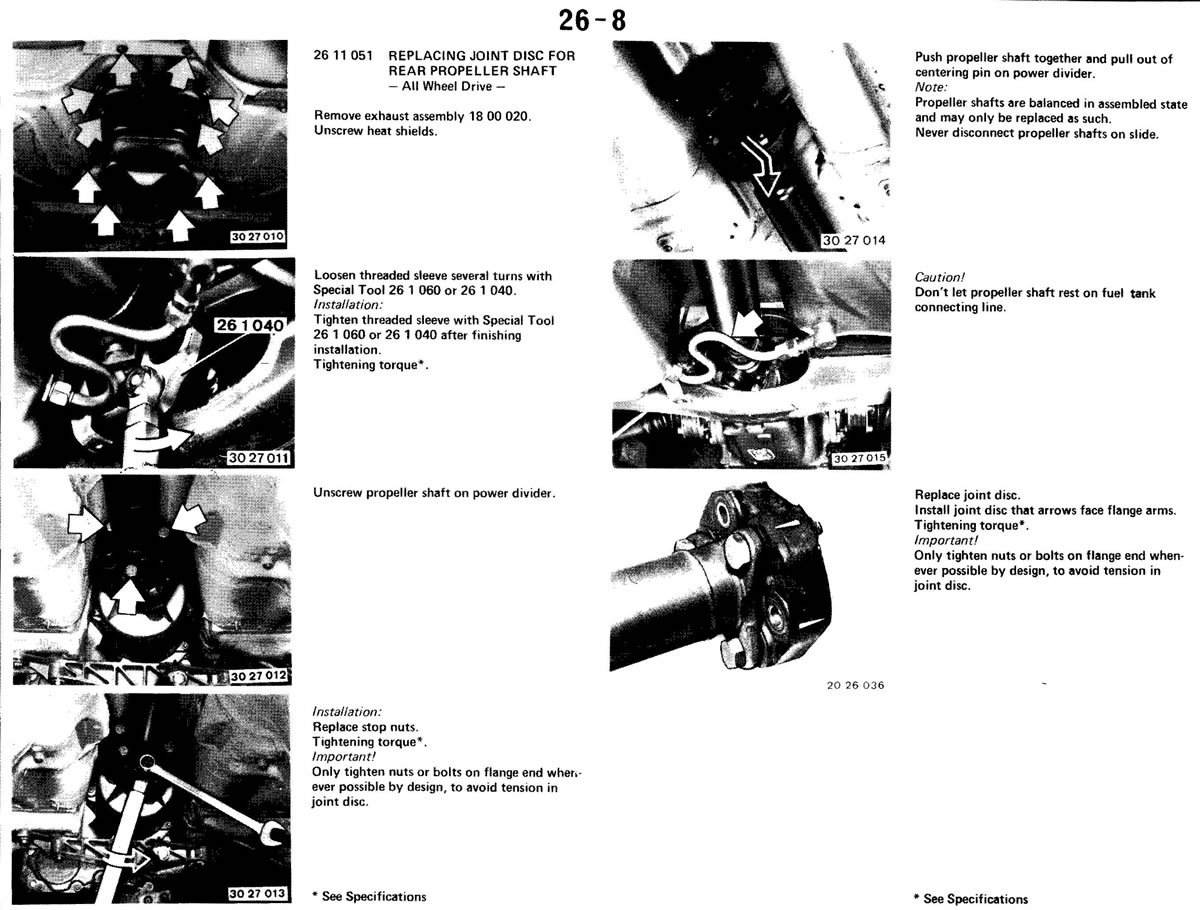 26-8
26 11 051 REPLACING JOINT DISC FOR
REAR PROPELLER SHAFT
— All Wheel Drive —
Remove exhaust assembly 18 00 020.
Unscrew heat shields.
30 27 010
Loosen threaded sleeve several turns with
Special Tool 26 1 060 or 26 1 040.
Installation:
Tighten threaded sleeve with Special Tool
26 1 060 or 26 1 040 after finishing
installation.
Tightening torque*.
26 1 040
30 27 011
Unscrew propeller shaft on power divider.
30 27 012
Installation:
Replace stop nuts.
Tightening torque*.
Important!
Only tighten nuts or bolts on flange end when-
ever possible by design, to avoid tension in
joint disc.
30 27 013
* See Specifications
Push propeller shaft together and pull out of
centering pin on power divider.
Note:
Propeller shafts are balanced in assembled state
and may only be replaced as such.
Never disconnect propeller shafts on slide.
30 27 014
Caution!
Don't let propeller shaft rest on fuel tank
connecting line.
30 27 015
Replace joint disc.
Install joint disc that arrows face flange arms.
Tightening torque*.
Important!
Only tighten nuts or bolts on flange end when-
ever possible by design, to avoid tension in
joint disc.
20 26 036
* See Specifications